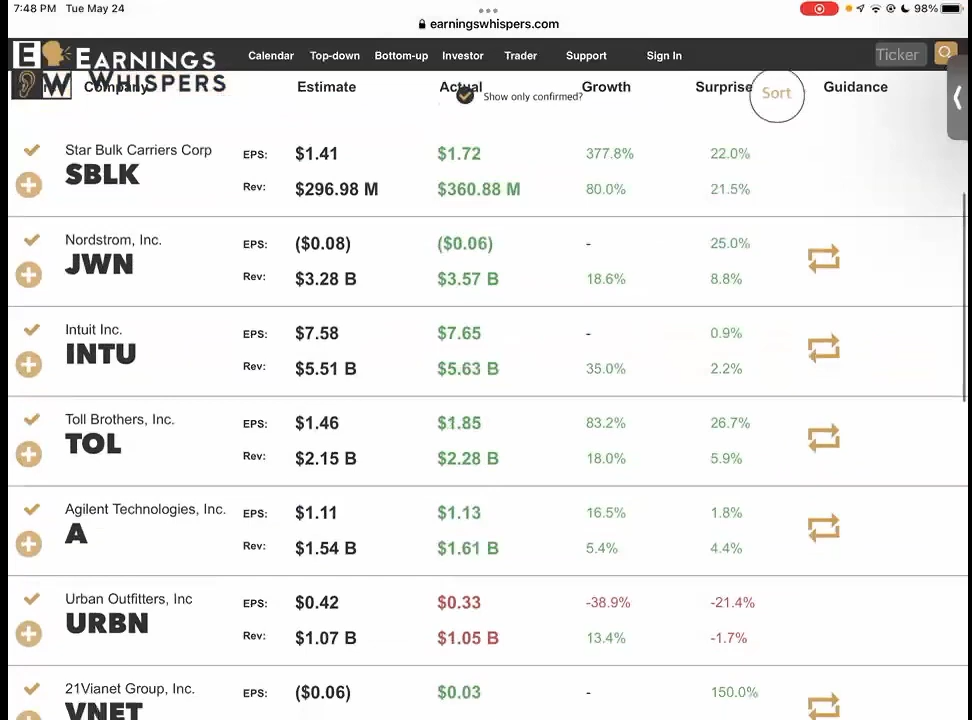 7:48 PM Tue May 24
98%
earningswhispers.com
E EARNINGS
W WHISPERS
Calendar Top-down Bottom-up Investor Trader Support Sign In
Ticker
Company Estimate Actual Growth Surprise Guidance
Show only confirmed?
Sort
Star Bulk Carriers Corp
SBLK
EPS: $1.41 $1.72 377.8% 22.0%
Rev: $296.98 M $360.88 M 80.0% 21.5%
Nordstrom, Inc.
JWN
EPS: ($0.08) ($0.06) - 25.0%
Rev: $3.28 B $3.57 B 18.6% 8.8%
Intuit Inc.
INTU
EPS: $7.58 $7.65 - 0.9%
Rev: $5.51 B $5.63 B 35.0% 2.2%
Toll Brothers, Inc.
TOL
EPS: $1.46 $1.85 83.2% 26.7%
Rev: $2.15 B $2.28 B 18.0% 5.9%
Agilent Technologies, Inc.
A
EPS: $1.11 $1.13 16.5% 1.8%
Rev: $1.54 B $1.61 B 5.4% 4.4%
Urban Outfitters, Inc
URBN
EPS: $0.42 $0.33 -38.9% -21.4%
Rev: $1.07 B $1.05 B 13.4% -1.7%
21Vianet Group, Inc.
VNET
EPS: ($0.06) $0.03 - 150.0%